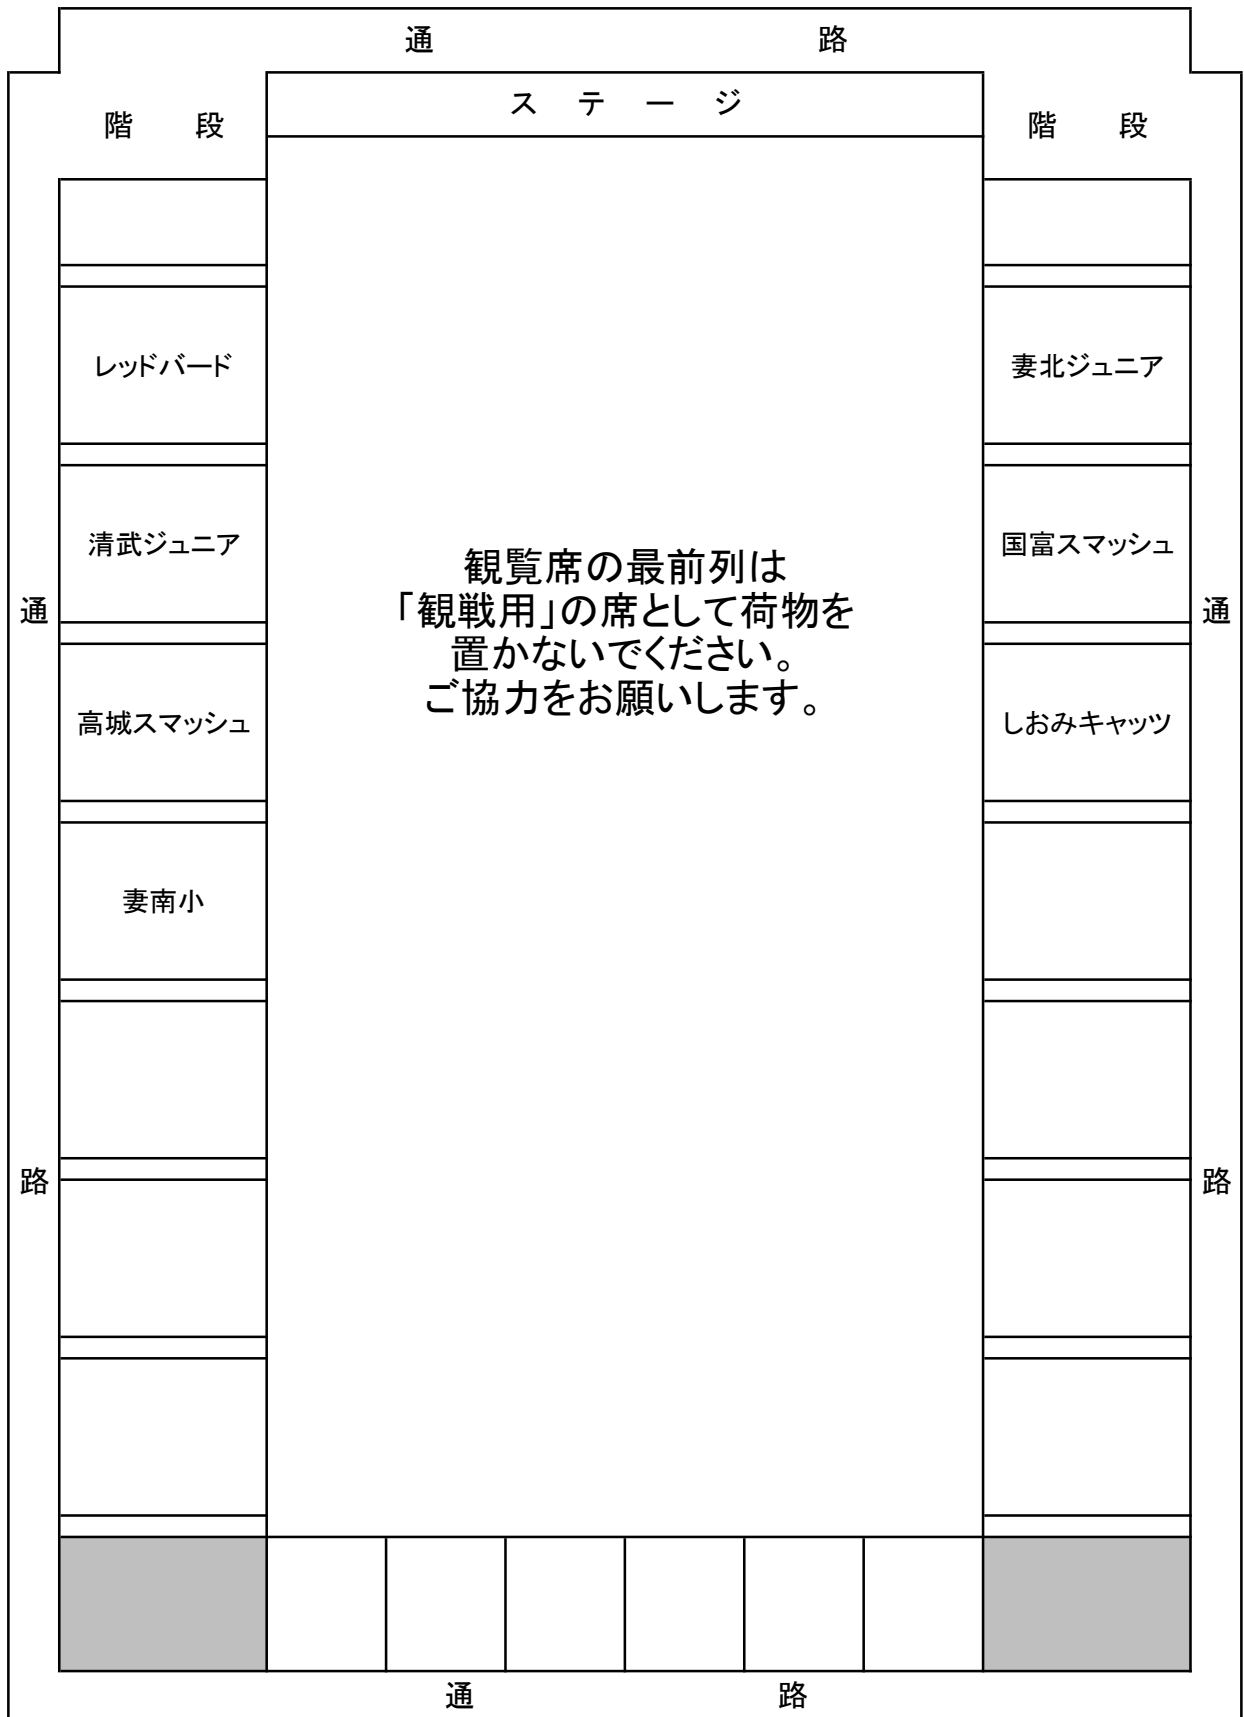 通 路
ステージ
階 段
階 段
レッドバード
妻北ジュニア
清武ジュニア
国富スマッシュ
観覧席の最前列は
「観戦用」の席として荷物を
置かないでください。
ご協力をお願いします。
通
通
高城スマッシュ
しおみキャッツ
妻南小
路
路
通 路